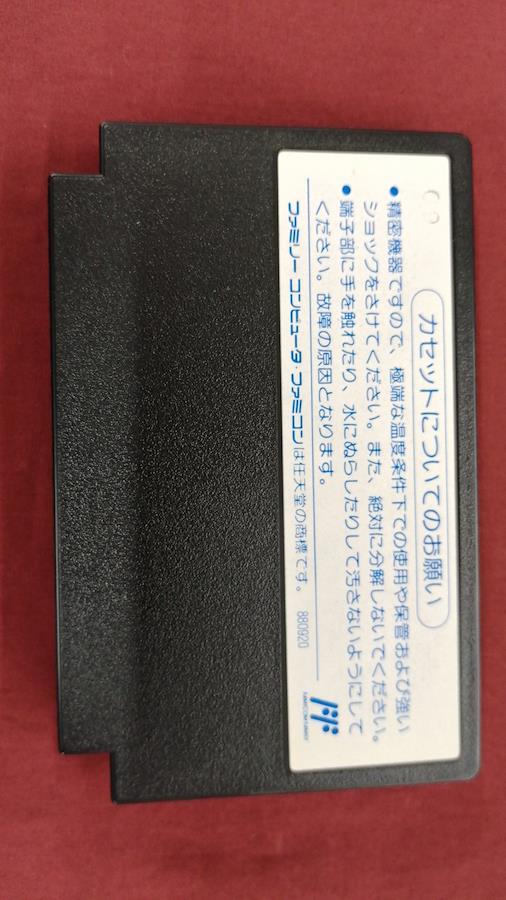 カセットについてのお願い
●精密機器ですので、極端な温度条件下での使用や保管および強い
ショックをさけてください。また、絶対に分解しないでください。
●端子部に手を触れたり、水にぬらしたりして汚さないようにして
ください。故障の原因となります。
ファミリーコンピュータ・ファミコンは任天堂の商標です。 880920